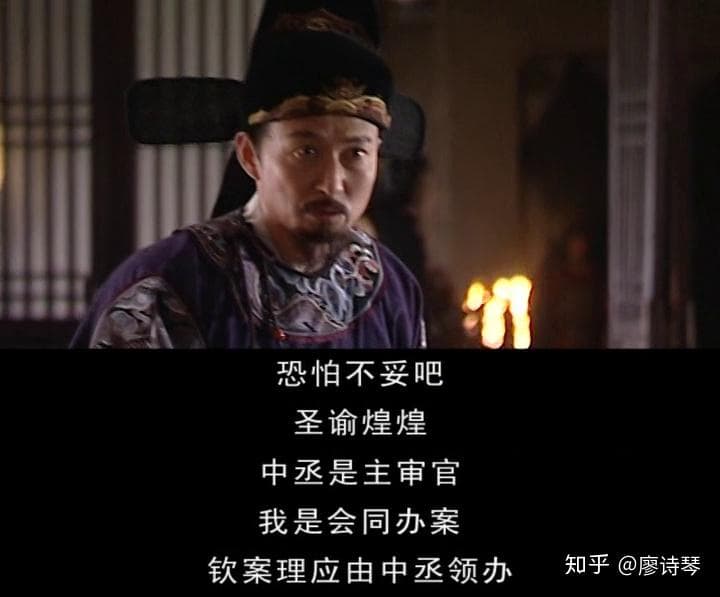 恐怕不妥吧
圣谕煌煌
中丞是主审官
我是会同办案
钦案理应由中丞领办
知乎 @廖诗琴